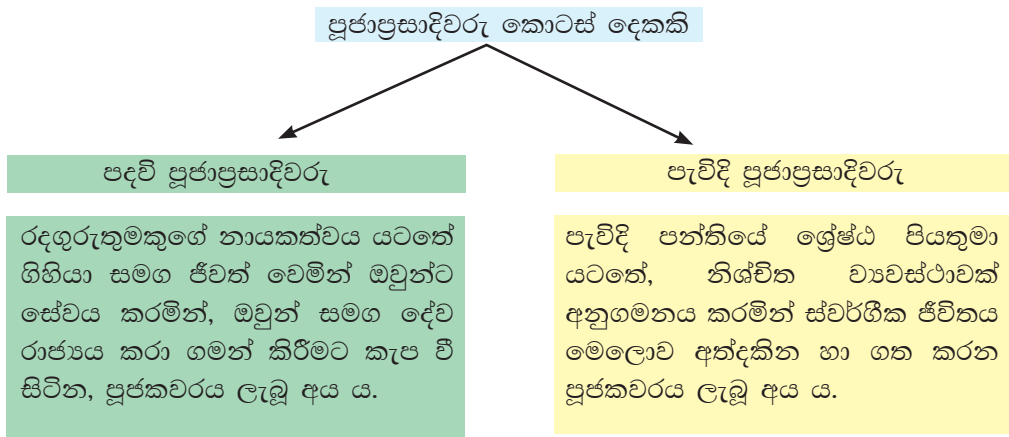 පූජාප්‍රසාදිවරු කොටස් දෙකකි
පදවි පූජාප්‍රසාදිවරු
රදගුරුතුමකුගේ නායකත්වය යටතේ
ගිහියා සමග ජීවත් වෙමින් ඔවුන්ට
සේවය කරමින්, ඔවුන් සමග දේව
රාජ්‍යය කරා ගමන් කිරීමට කැප වී
සිටින, පූජකවරය ලැබූ අය ය.
පැවිදි පූජාප්‍රසාදිවරු
පැවිදි පන්තියේ ශ්‍රේෂ්ඨ පියතුමා
යටතේ, නිශ්චිත ව්‍යවස්ථාවක්
අනුගමනය කරමින් ස්වර්ගීක ජීවිතය
මෙලොව අත්දකින හා ගත කරන
පූජකවරය ලැබූ අය ය.